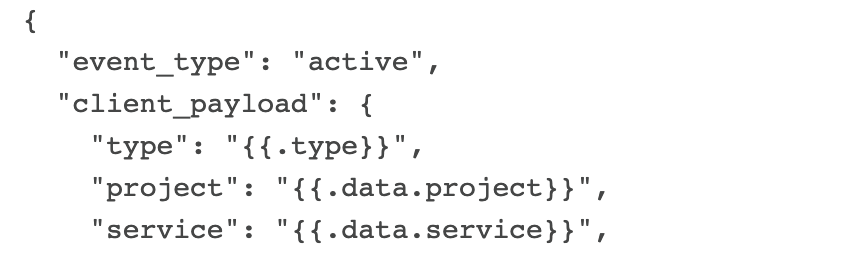 {
  "event_type": "active",
  "client_payload": {
    "type": "{{.type}}",
    "project": "{{.data.project}}",
    "service": "{{.data.service}}",